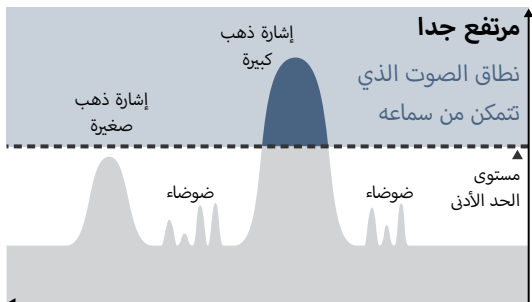 مرتفع جدا
نطاق الصوت الذي
تتمكن من سماعه
إشارة ذهب
كبيرة
إشارة ذهب
صغيرة
مستوى
الحد الأدنى
ضوضاء
ضوضاء